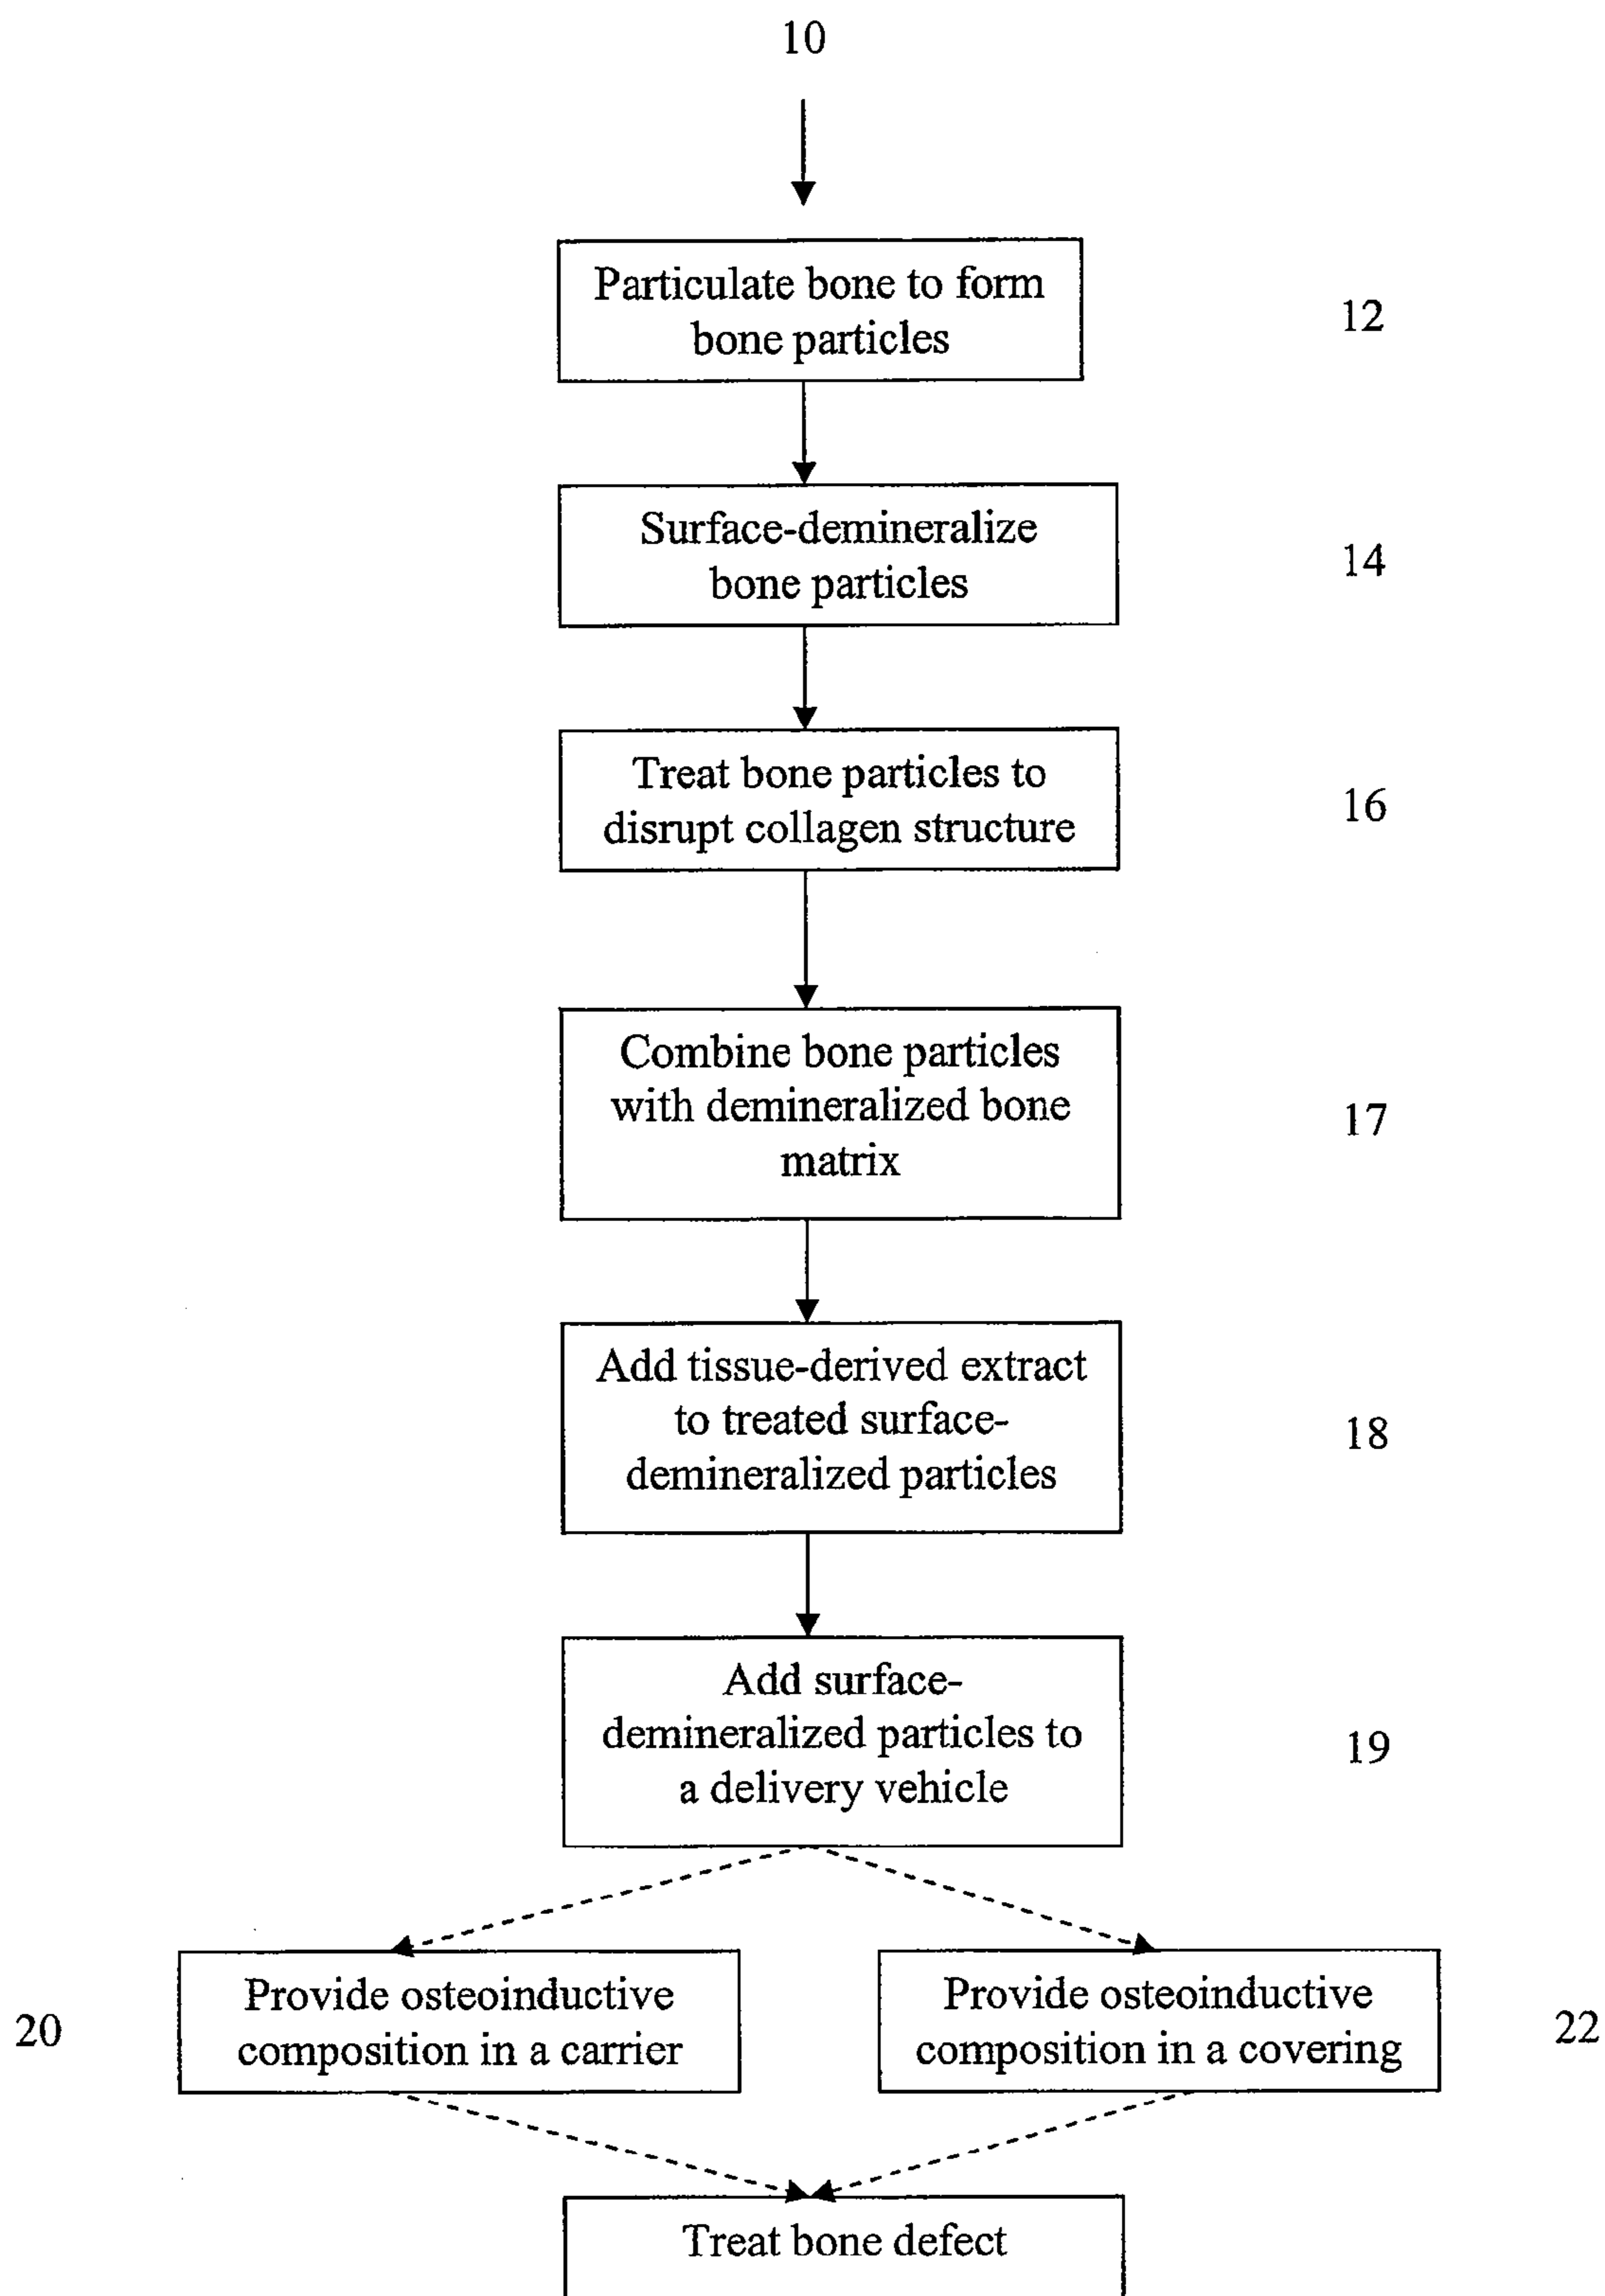 10
Particulate bone to form
bone particles
12
Surface-demineralize
bone particles
14
Treat bone particles to
disrupt collagen structure
16
Combine bone particles
with demineralized bone
matrix
17
Add tissue-derived extract
to treated surface-
demineralized particles
18
Add surface-
demineralized particles to
a delivery vehicle
19
20
Provide osteoinductive
composition in a carrier
Provide osteoinductive
composition in a covering
22
Treat bone defect